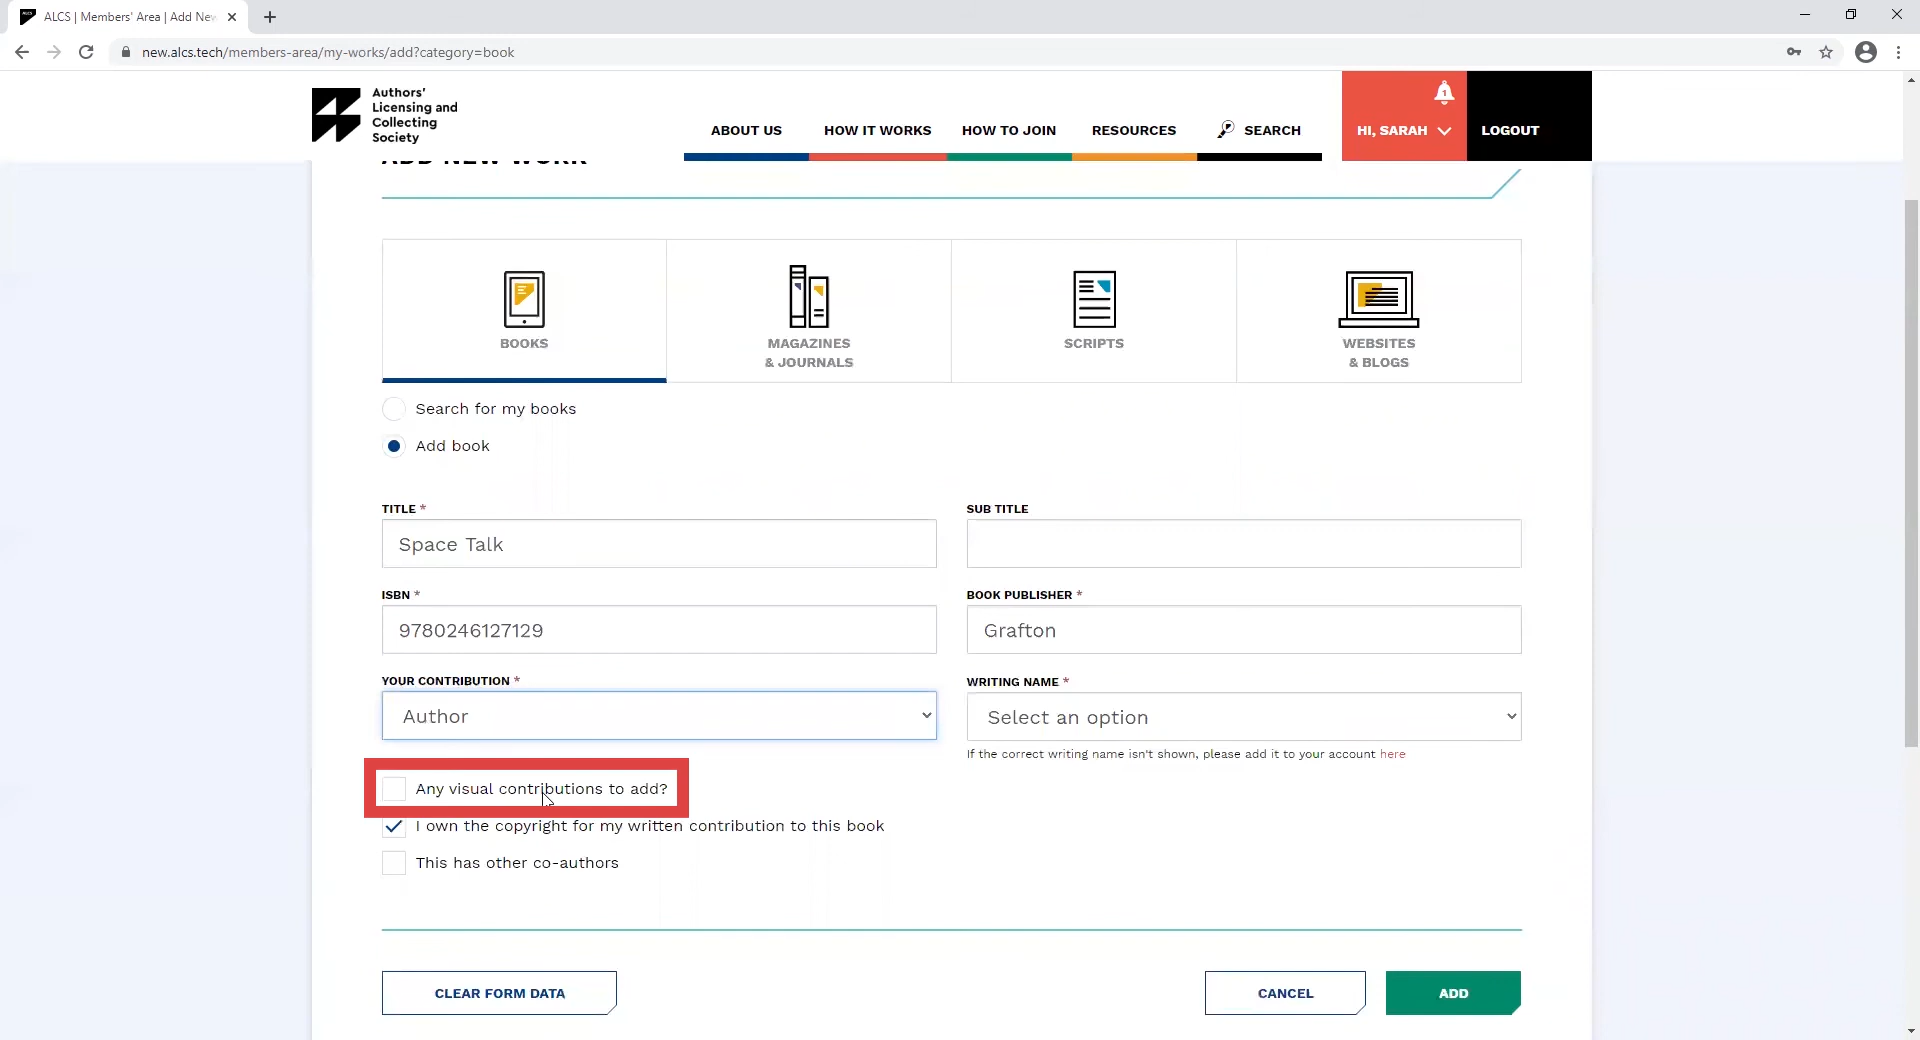 ALCS | Members' Area | Add New
new.alcs.tech/members-area/my-works/add?category=book
Authors'
Licensing and
Collecting
Society
ABOUT US
HOW IT WORKS
HOW TO JOIN
RESOURCES
SEARCH
1
HI, SARAH
LOGOUT
ADD NEW WORK
BOOKS
MAGAZINES
& JOURNALS
SCRIPTS
WEBSITES
& BLOGS
Search for my books
Add book
TITLE *
SUB TITLE
Space Talk
ISBN *
BOOK PUBLISHER *
9780246127129
Grafton
YOUR CONTRIBUTION *
WRITING NAME *
Author
Select an option
If the correct writing name isn't shown, please add it to your account here
Any visual contributions to add?
I own the copyright for my written contribution to this book
This has other co-authors
CLEAR FORM DATA
CANCEL
ADD